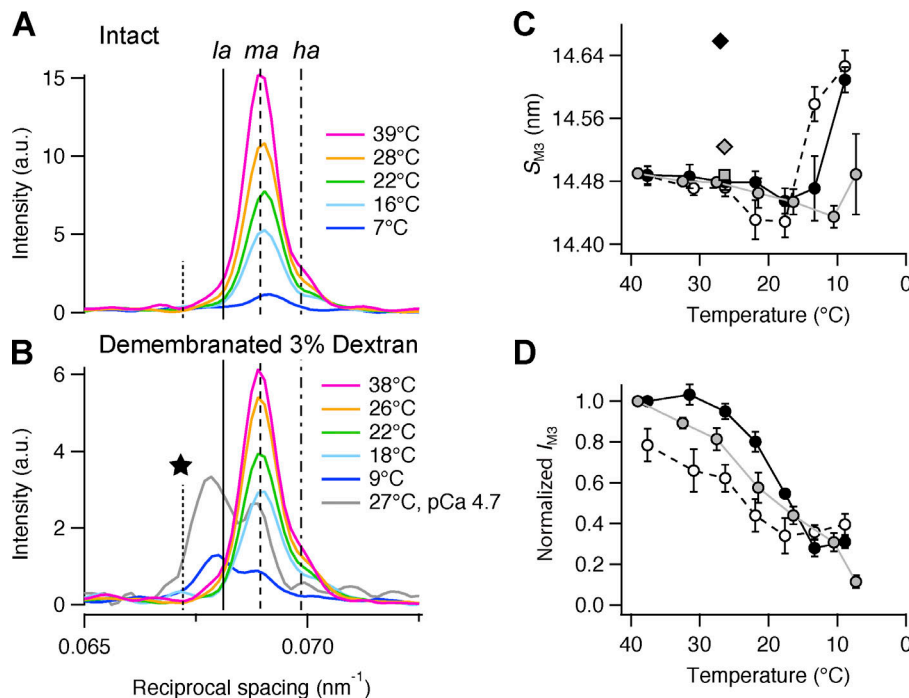 A
Intact
la ma ha
Intensity (a.u.)
15
10
5
0
39°C
28°C
22°C
16°C
7°C
B
Demembranated 3% Dextran
Intensity (a.u.)
6
4
2
0
38°C
26°C
22°C
18°C
9°C
27°C, pCa 4.7
0.065
0.070
Reciprocal spacing (nm-1)
C
SM3 (nm)
14.64
14.56
14.48
14.40
40 30 20 10 0
Temperature (°C)
D
Normalized IM3
1.0
0.8
0.6
0.4
0.2
0.0
40 30 20 10 0
Temperature (°C)